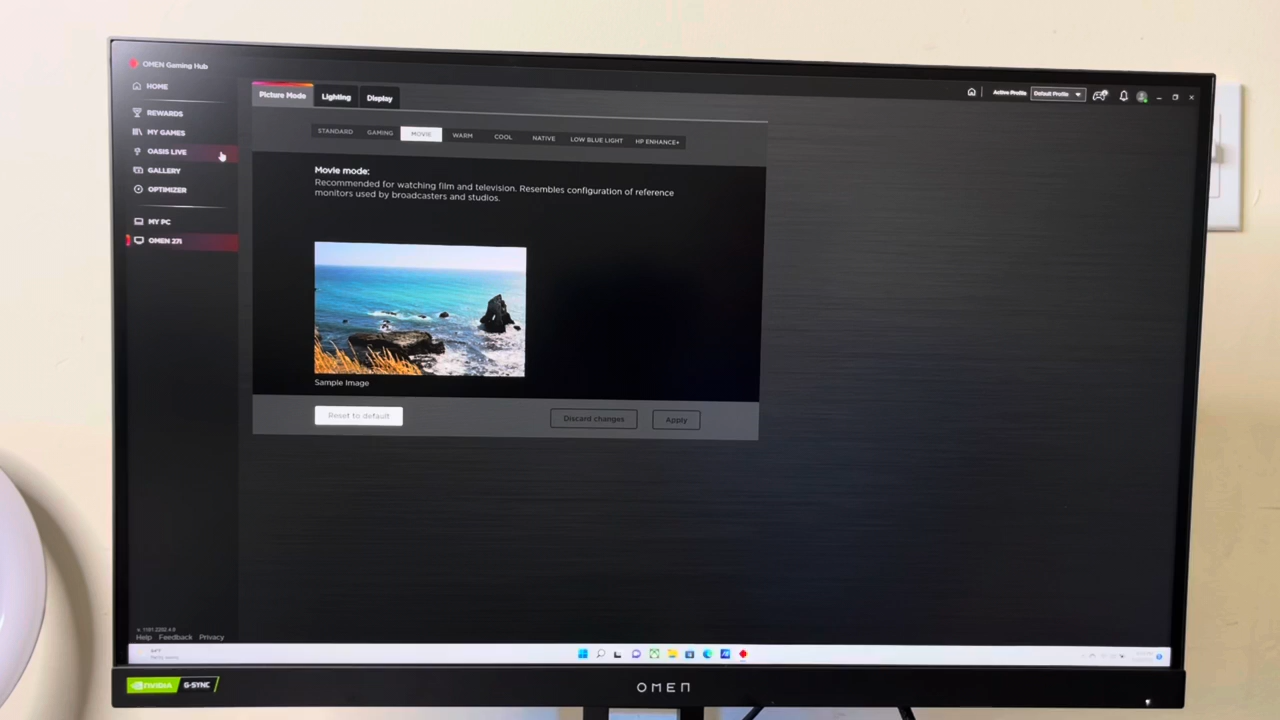 OMEN Gaming Hub
HOME
REWARDS
MY GAMES
OASIS LIVE
GALLERY
OPTIMIZER
MY PC
OMEN 27i
Picture Mode Lighting Display
Active Profile Default Profile
STANDARD GAMING MOVIE WARM COOL NATIVE LOW BLUE LIGHT HP ENHANCE+
Movie mode:
Recommended for watching film and television. Resembles configuration of reference
monitors used by broadcasters and studios.
Sample Image
Reset to default Discard changes Apply
Help Feedback Privacy
NVIDIA G-SYNC
OMEN